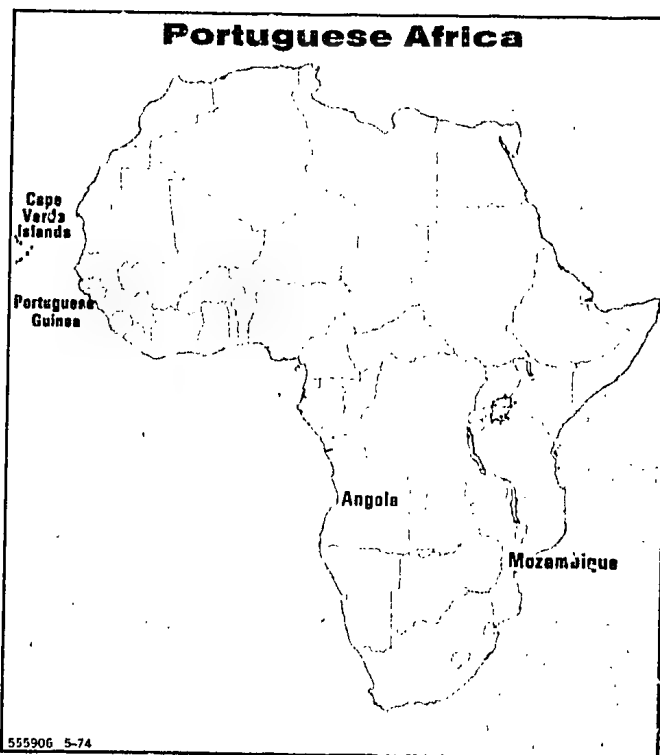 Portuguese Africa
Cape
Verde
Islands
Portuguese
Guinea
Angola
Mozambique
555906 5-74